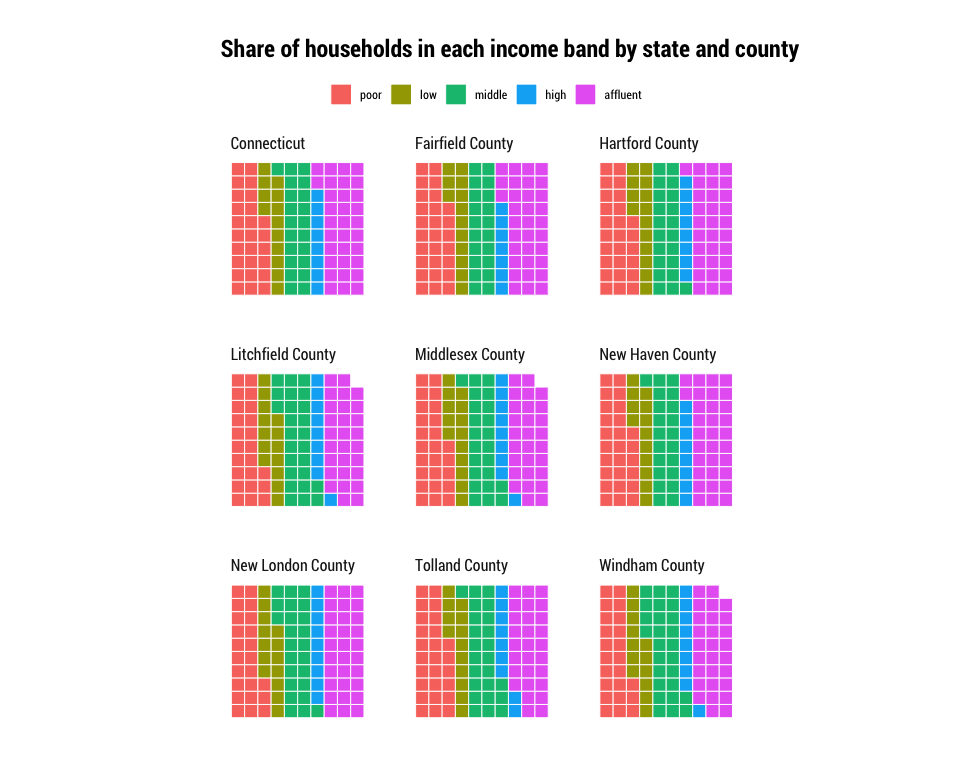 Share of households in each income band by state and county
poor low middle high affluent
Connecticut Fairfield County Hartford County
Litchfield County Middlesex County New Haven County
New London County Tolland County Windham County